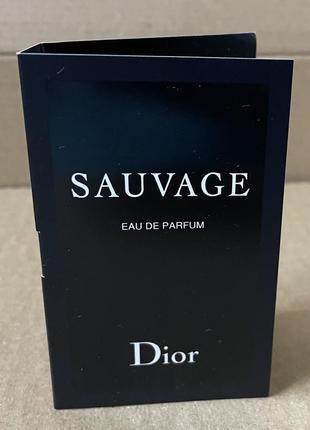 SAUVAGE
EAU DE PARFUM
Dior